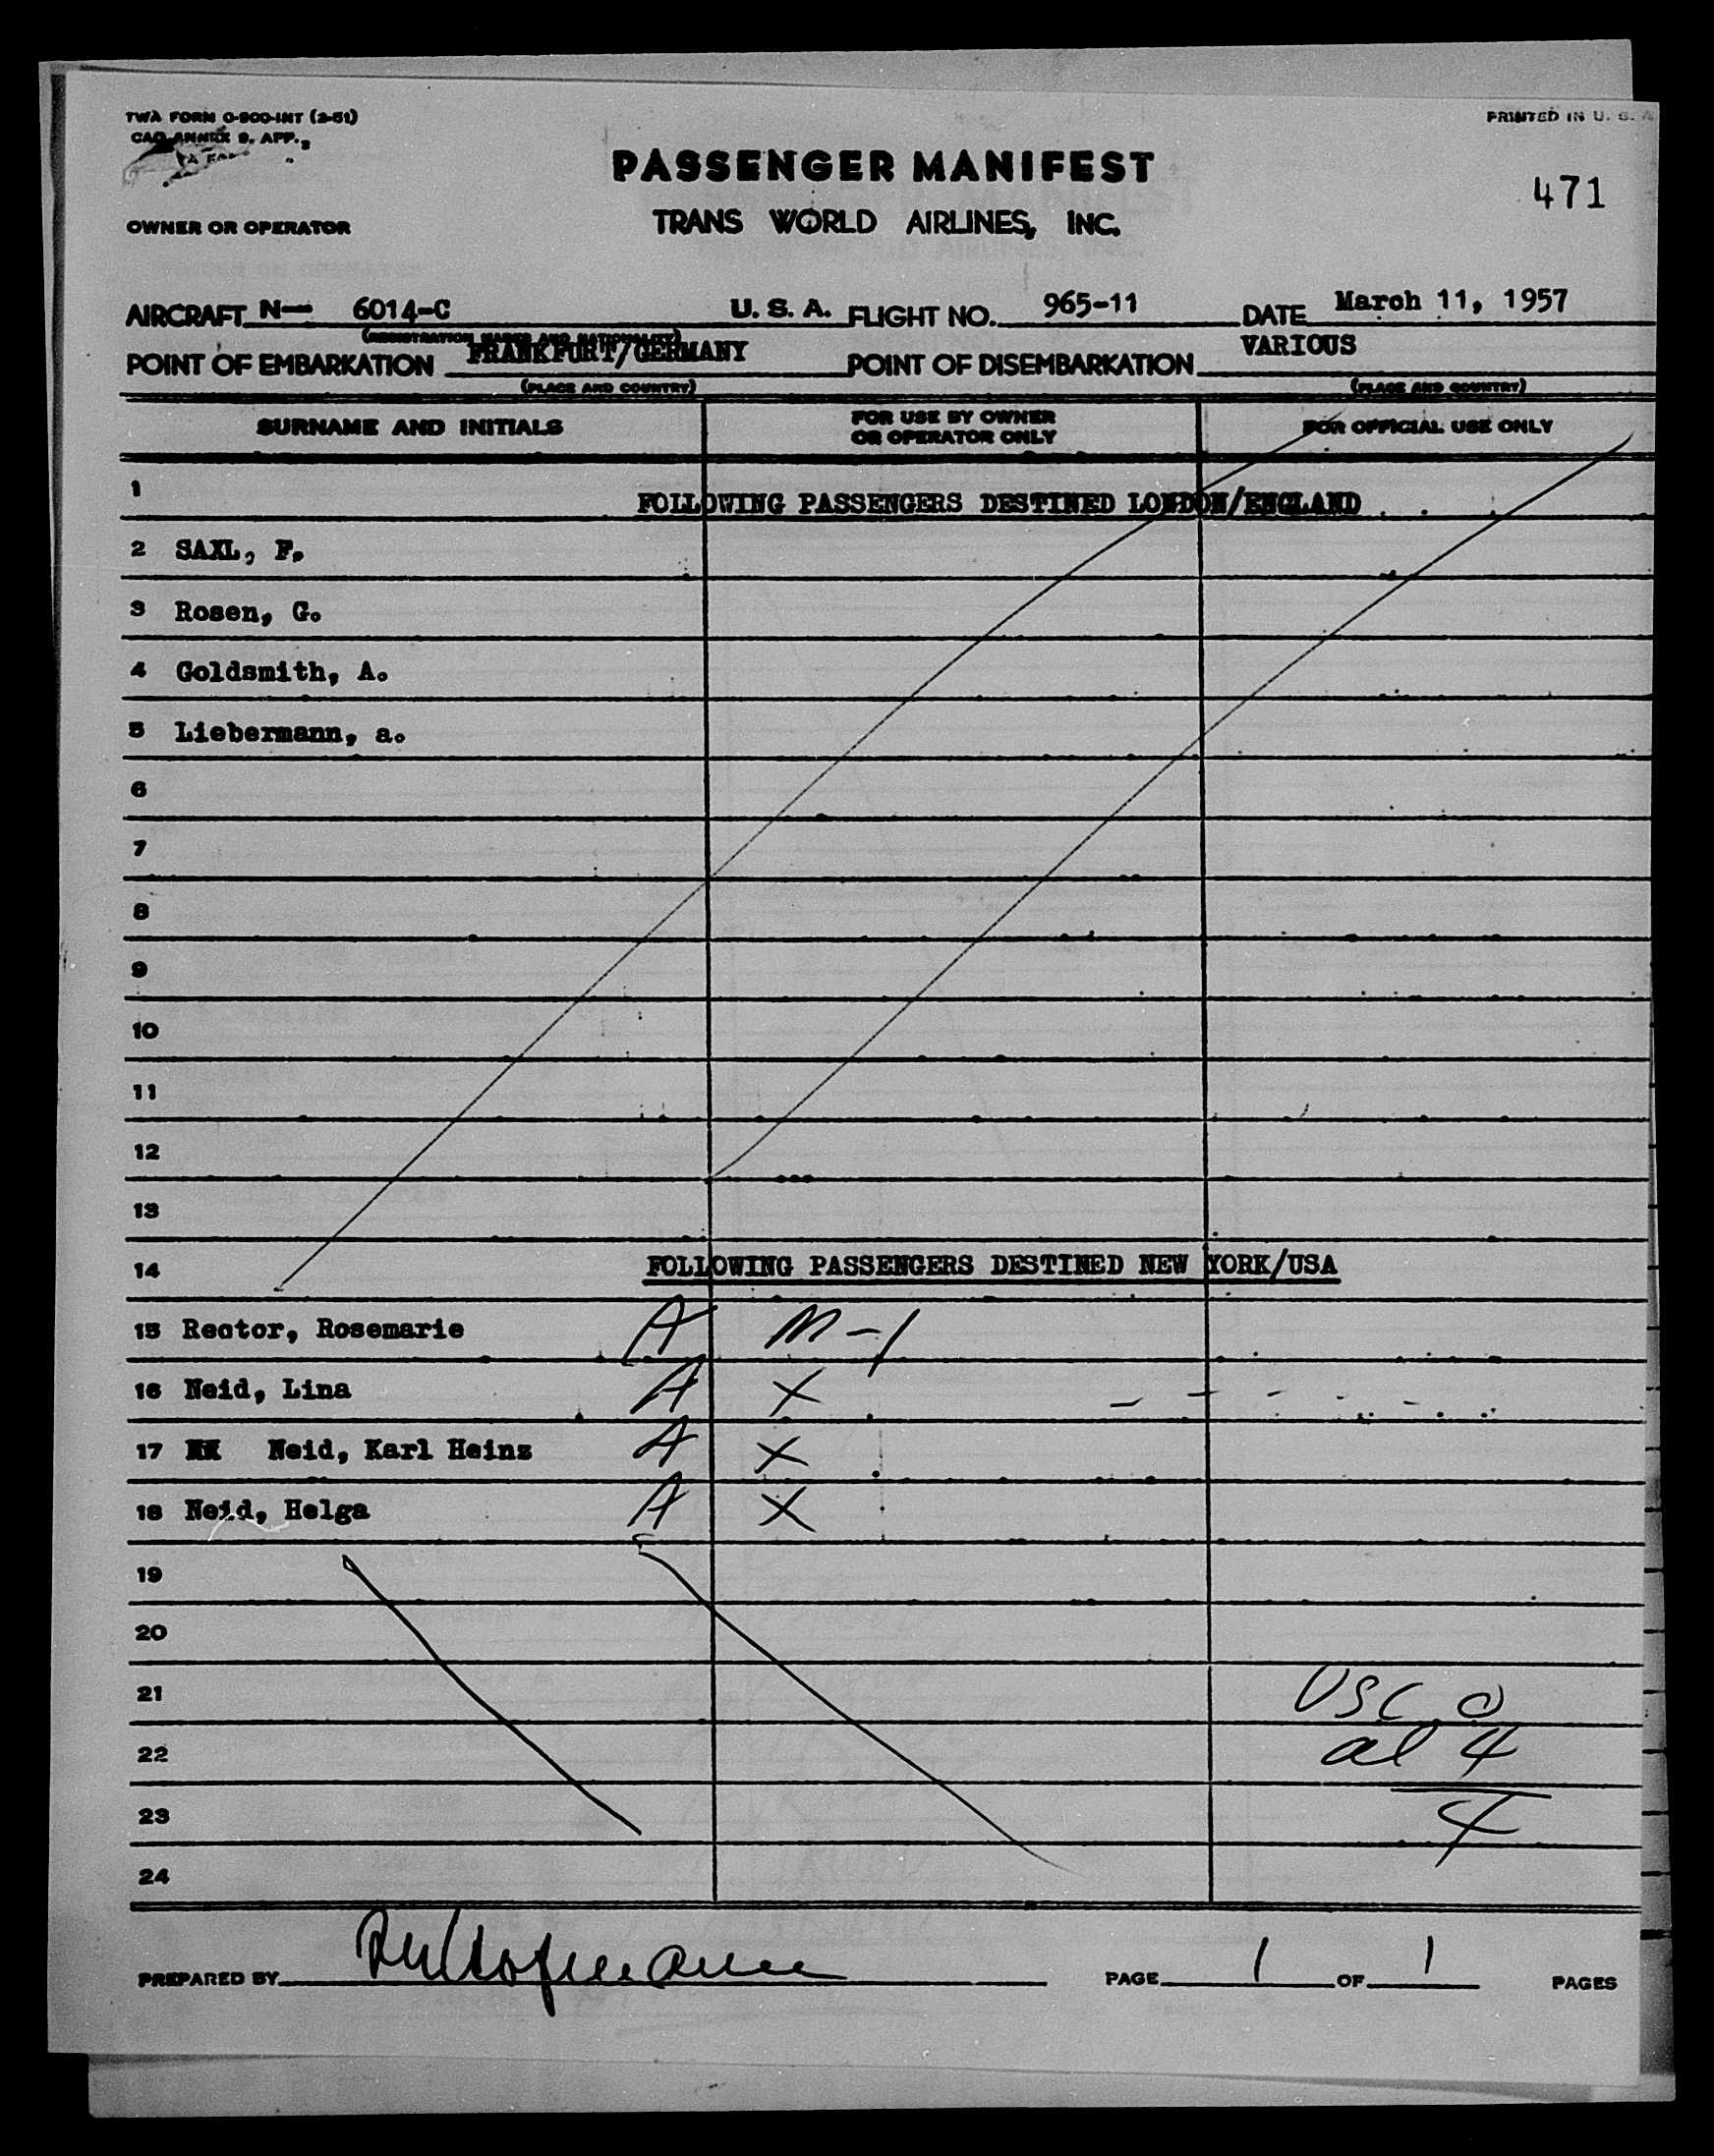 TWA FORM O-800-INT (2-51)
PRINTED IN U. S. A
CAO ANNEX 9. APP. 2
PASSENGER MANIFEST
471
OWNER OR OPERATOR
TRANS WORLD AIRLINES, INC.
AIRCRAFT N— 6014-C U. S. A. FLIGHT NO. 965-11 DATE March 11, 1957
(REGISTRATION MARKS AND NATIONALITY)
POINT OF EMBARKATION FRANKFURT/GERMANY POINT OF DISEMBARKATION VARIOUS
(PLACE AND COUNTRY) (PLACE AND COUNTRY)
SURNAME AND INITIALS FOR USE BY OWNER OR OPERATOR ONLY FOR OFFICIAL USE ONLY
1 FOLLOWING PASSENGERS DESTINED LONDON/ENGLAND
2 SAXL, F.
3 Rosen, G.
4 Goldsmith, A.
5 Liebermann, a.
6
7
8
9
10
11
12
13
14 FOLLOWING PASSENGERS DESTINED NEW YORK/USA
15 Rector, Rosemarie A M-1
16 Neid, Lina A X
17 Neid, Karl Heinz A X
18 Neid, Helga A X
19
20
21 USC 0
22 al 4
23 4
24
PREPARED BY PAGE 1 OF 1 PAGES